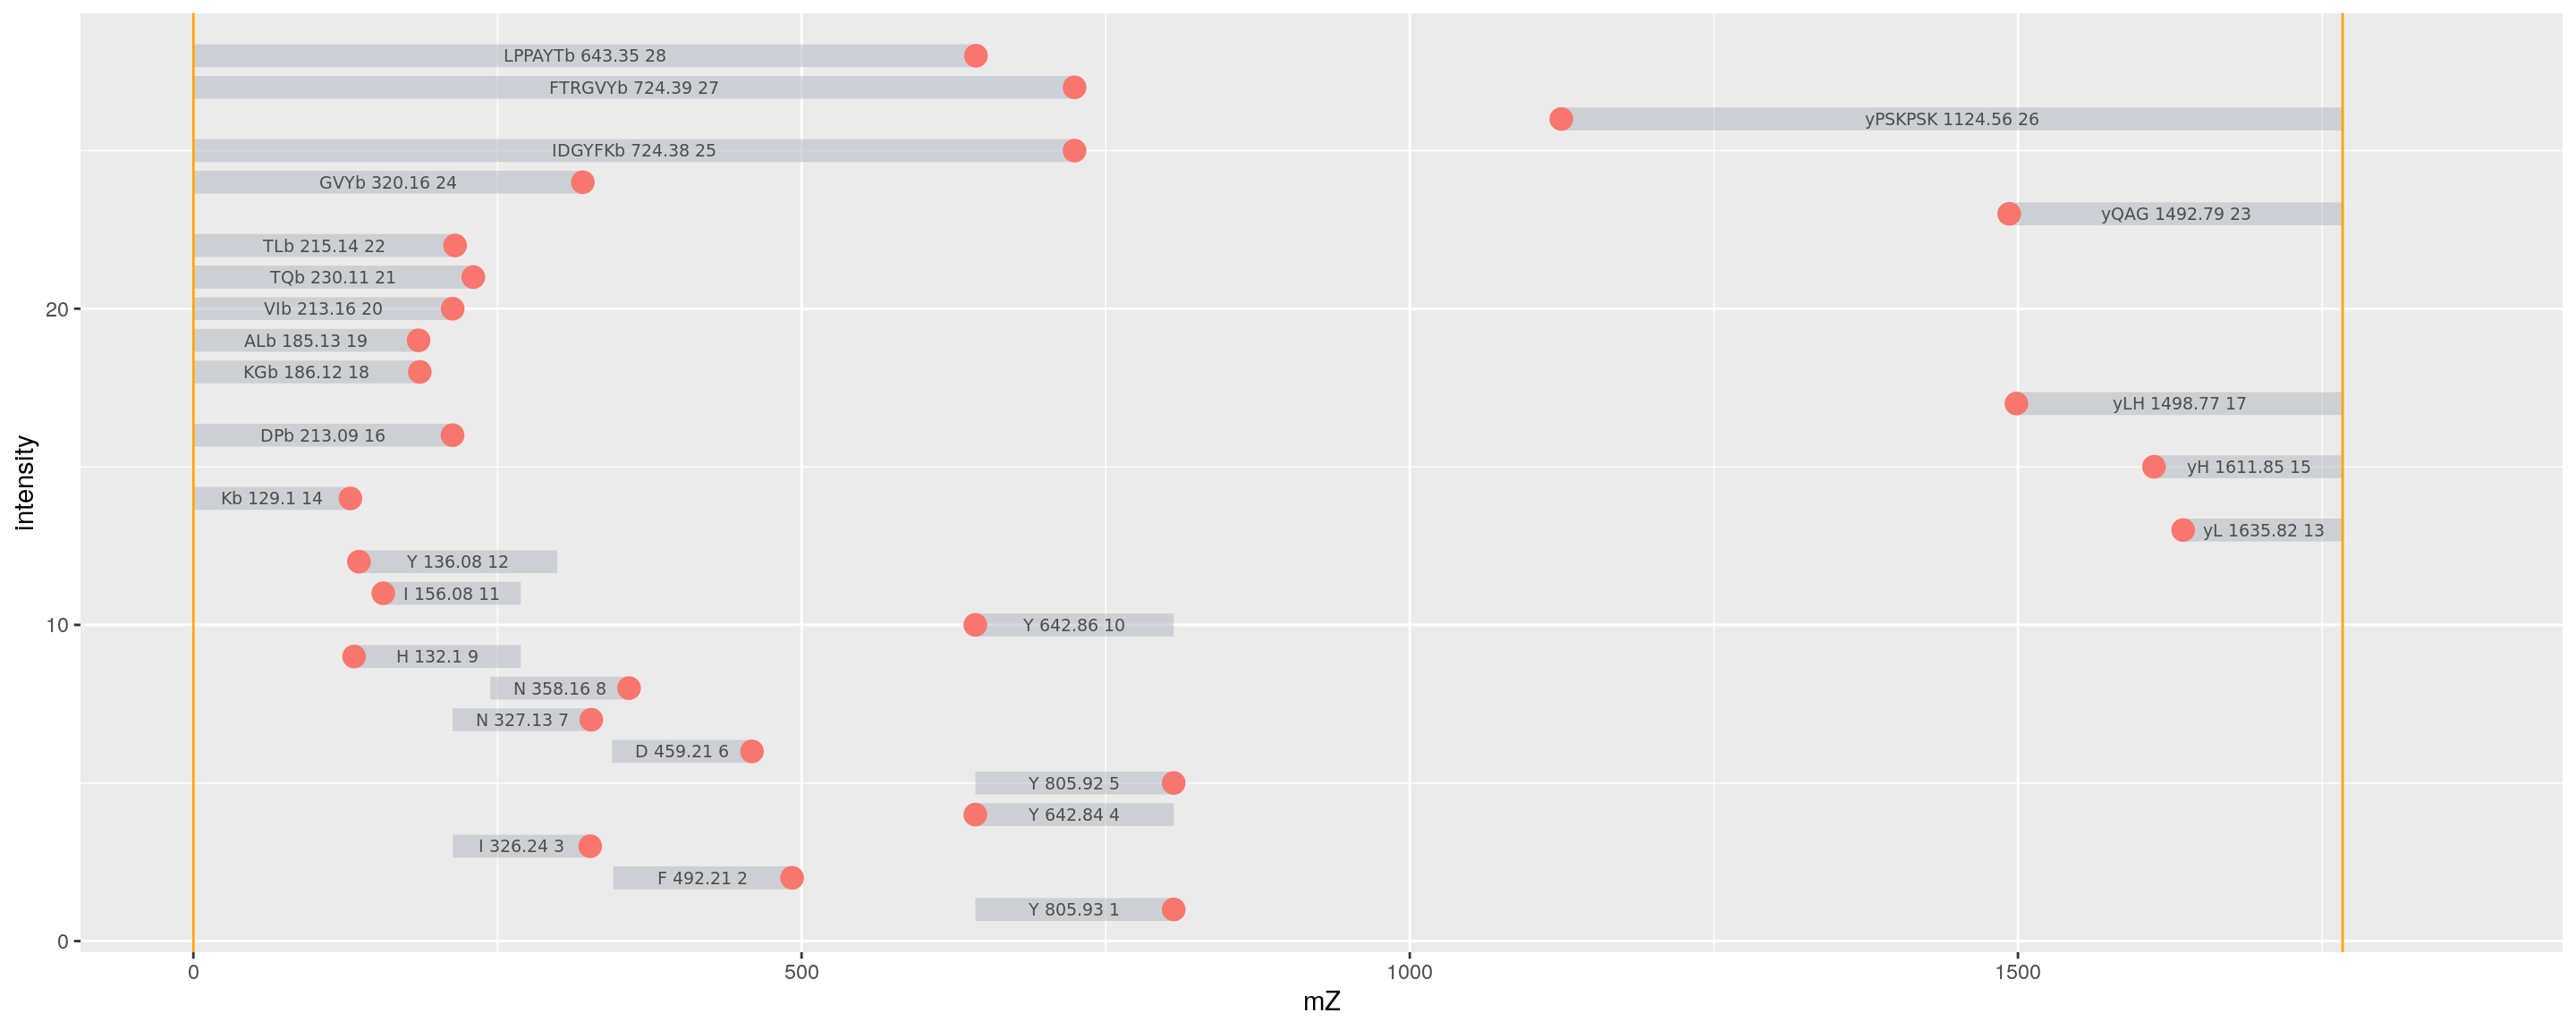 LPPAYTb 643.35 28
FTRGVYb 724.39 27
yPSKPSK 1124.56 26
IDGYFKb 724.38 25
GVYb 320.16 24
yQAG 1492.79 23
TLb 215.14 22
TQb 230.11 21
20
VIb 213.16 20
ALb 185.13 19
KGb 186.12 18
yLH 1498.77 17
DPb 213.09 16
yH 1611.85 15
Kb 129.1 14
yL 1635.82 13
Y 136.08 12
I 156.08 11
10
Y 642.86 10
H 132.1 9
N 358.16 8
N 327.13 7
D 459.21 6
Y 805.92 5
Y 642.84 4
I 326.24 3
F 492.21 2
Y 805.93 1
0
intensity
0 500 1000 1500
mZ